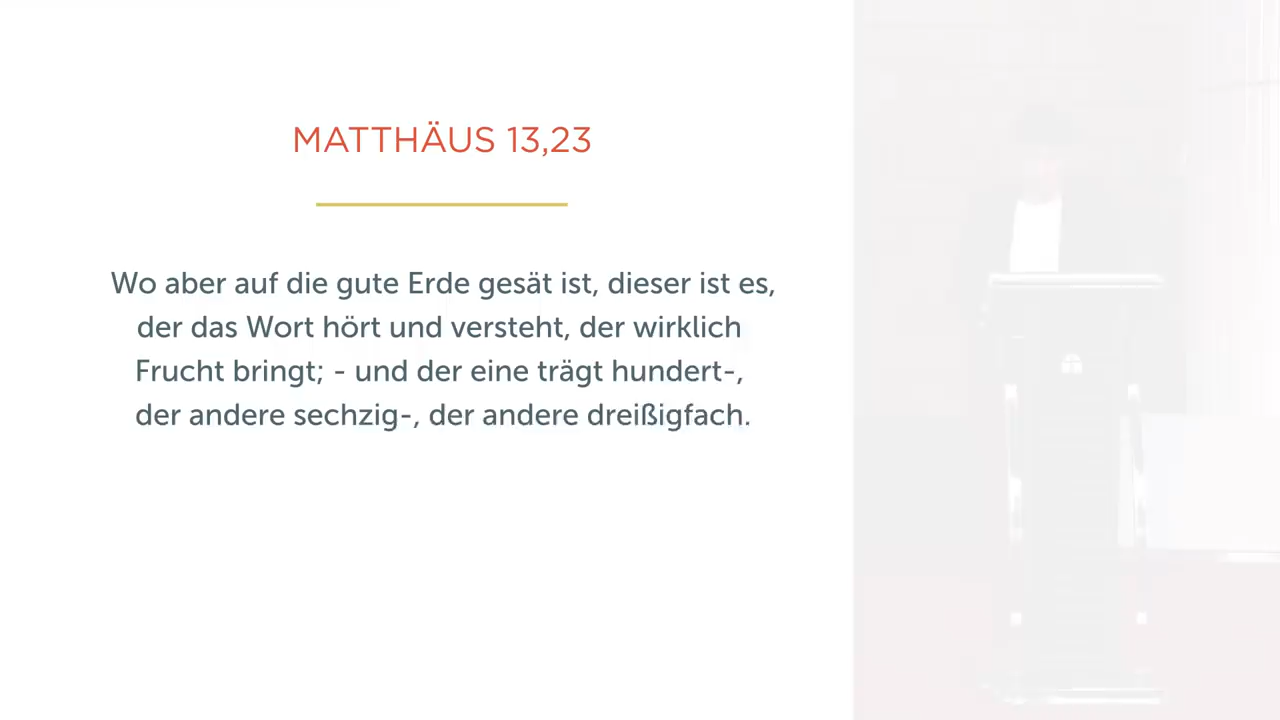 MATTHÄUS 13,23
Wo aber auf die gute Erde gesät ist, dieser ist es,
der das Wort hört und versteht, der wirklich
Frucht bringt; - und der eine trägt hundert-,
der andere sechzig-, der andere dreißigfach.